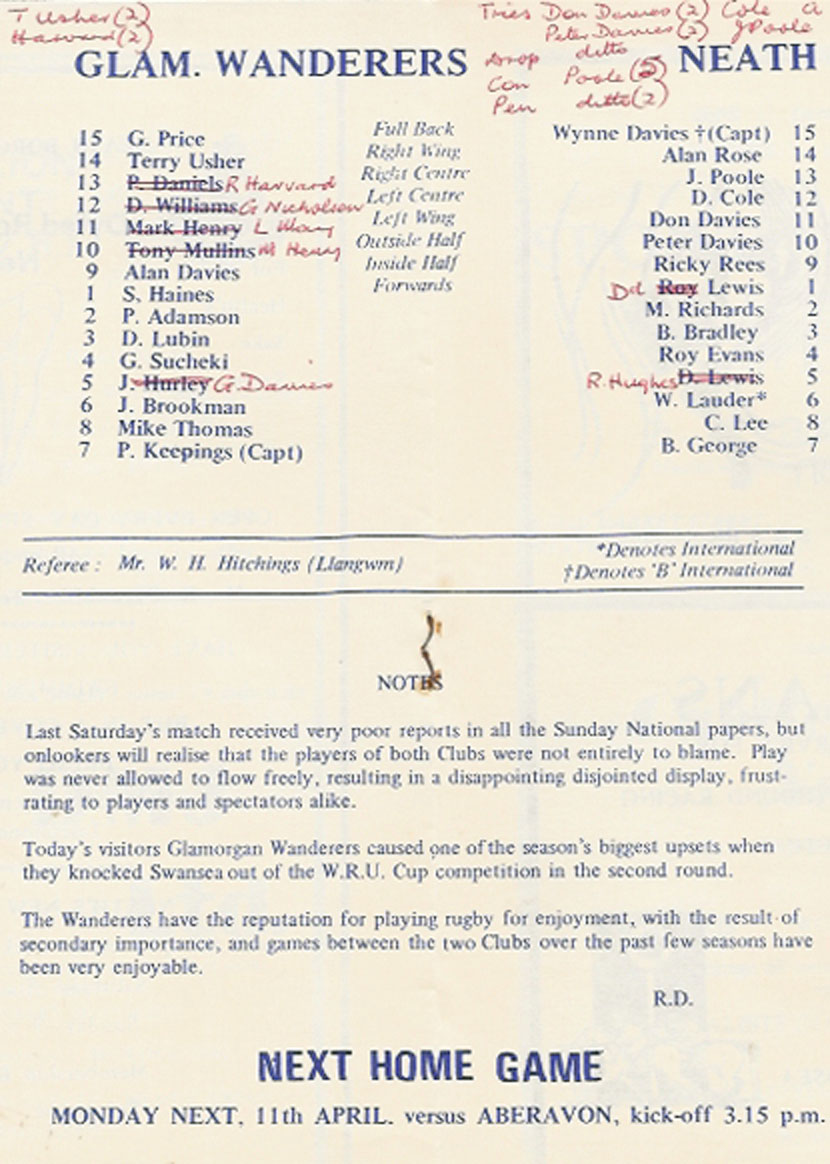 T Usher (2)
Harvard (2)
Tries Don Davies (2) Cole
Peter Davies (2) J Poole
Drop ditto
Con Poole (5)
Pen ditto (2)
GLAM. WANDERERS NEATH
15 G. Price Full Back Wynne Davies †(Capt) 15
14 Terry Usher Right Wing Alan Rose 14
13 P. Daniels R Harvard Right Centre J. Poole 13
12 D. Williams G Nicholson Left Centre D. Cole 12
11 Mark Henry L Left Wing Don Davies 11
10 Tony Mullins M Henry Outside Half Peter Davies 10
9 Alan Davies Inside Half Ricky Rees 9
1 S, Haines Forwards Dd Roy Lewis 1
2 P. Adamson M. Richards 2
3 D. Lubin B. Bradley 3
4 G. Sucheki Roy Evans 4
5 J. Hurley G. Davies R. Hughes D. Lewis 5
6 J. Brookman W. Lauder* 6
8 Mike Thomas C. Lee 8
7 P. Keepings (Capt) B. George 7
Referee : Mr. W. H. Hitchings (Llangwm)
*Denotes International
†Denotes 'B' International
NOTES
Last Saturday's match received very poor reports in all the Sunday National papers, but
onlookers will realise that the players of both Clubs were not entirely to blame. Play
was never allowed to flow freely, resulting in a disappointing disjointed display, frust-
rating to players and spectators alike.
Today's visitors Glamorgan Wanderers caused one of the season's biggest upsets when
they knocked Swansea out of the W.R.U. Cup competition in the second round.
The Wanderers have the reputation for playing rugby for enjoyment, with the result of
secondary importance, and games between the two Clubs over the past few seasons have
been very enjoyable.
R.D.
NEXT HOME GAME
MONDAY NEXT, 11th APRIL. versus ABERAVON, kick-off 3.15 p.m.